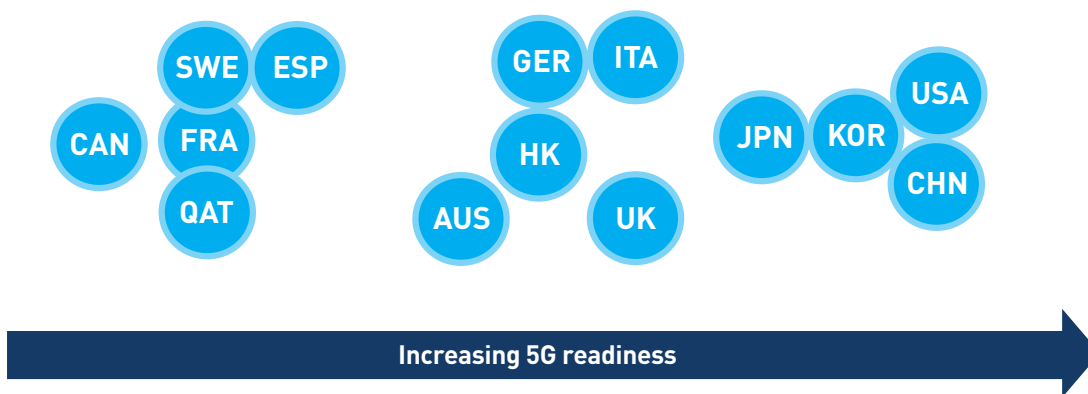 SWE
ESP
CAN
FRA
QAT
GER
ITA
HK
AUS
UK
JPN
KOR
USA
CHN
Increasing 5G readiness